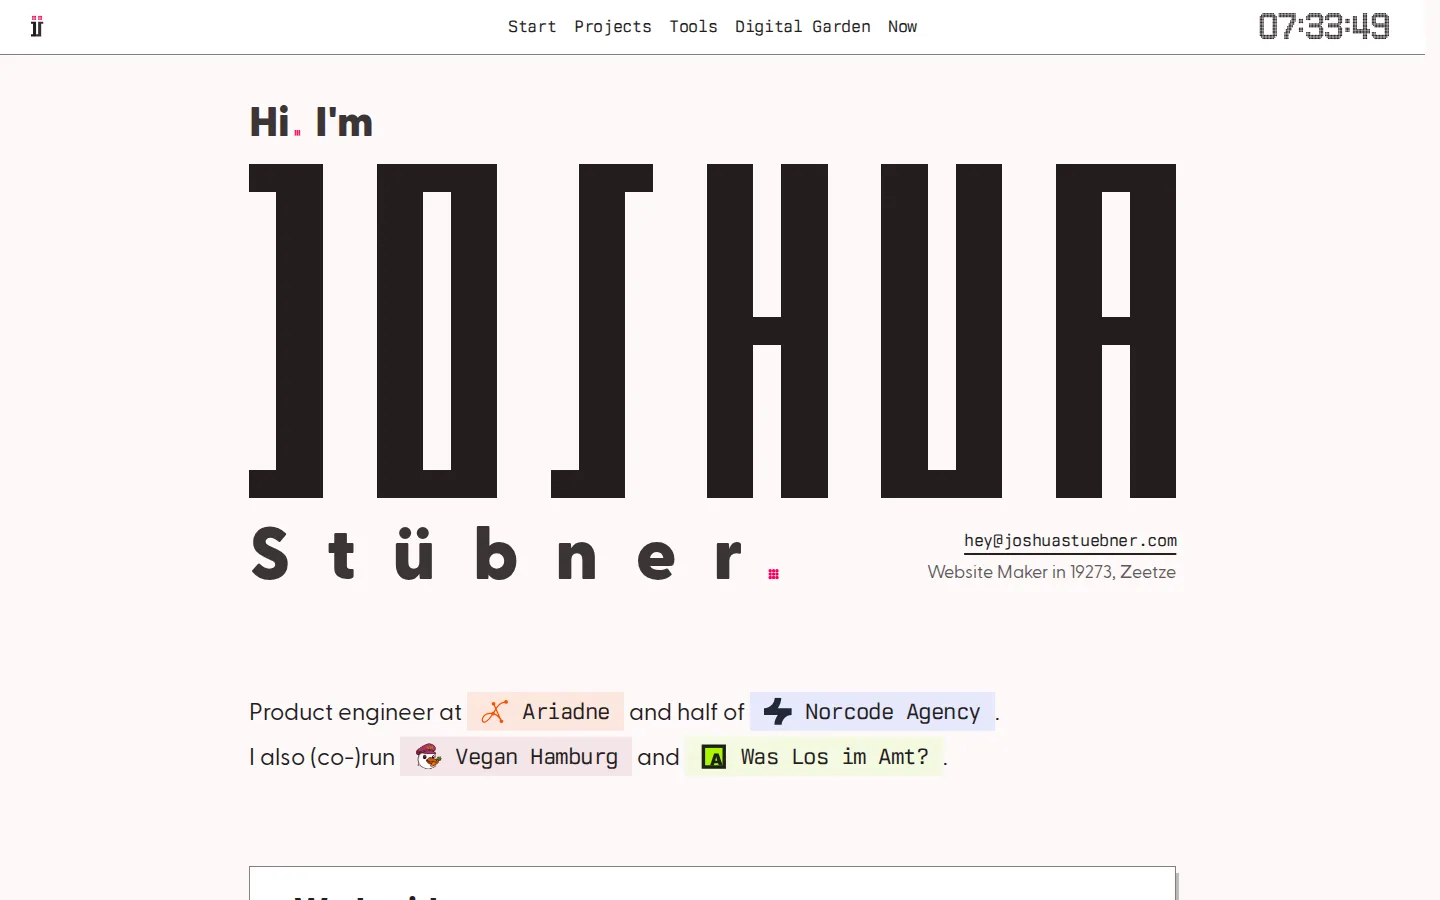 Start Projects Tools Digital Garden Now
07:33:49
Hi. I'm
JOSHUA
Stübner.
hey@joshuastuebner.com
Website Maker in 19273, Zeetze
Product engineer at Ariadne and half of Norcode Agency.
I also (co-)run Vegan Hamburg and Was Los im Amt?.